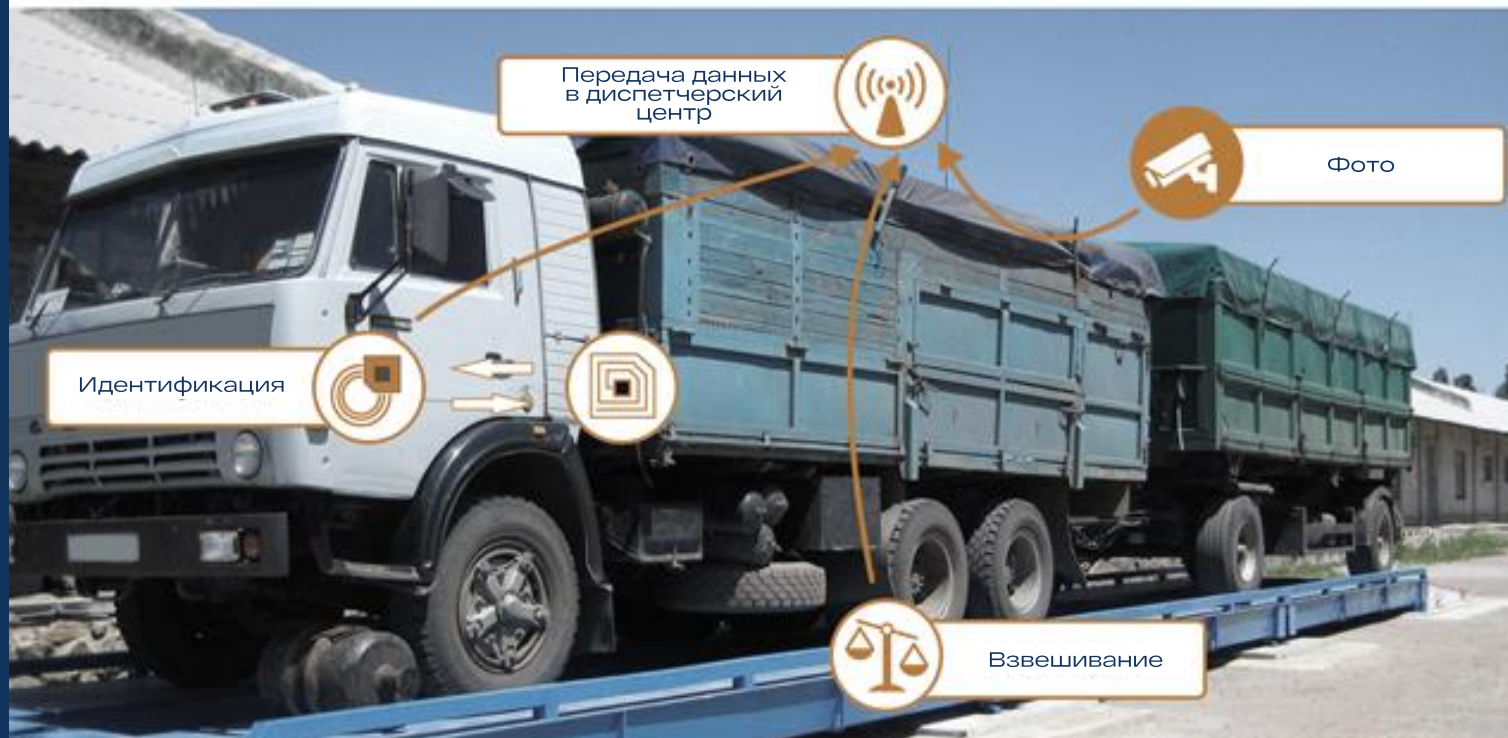 Передача данных
в диспетчерский
центр
Фото
Идентификация
Взвешивание